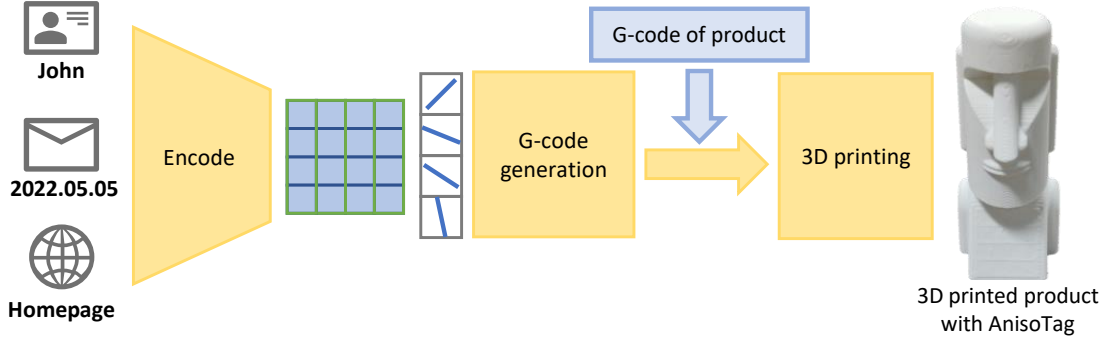 John
2022.05.05
Homepage
Encode
G-code
generation
G-code of product
3D printing
3D printed product
with AnisoTag